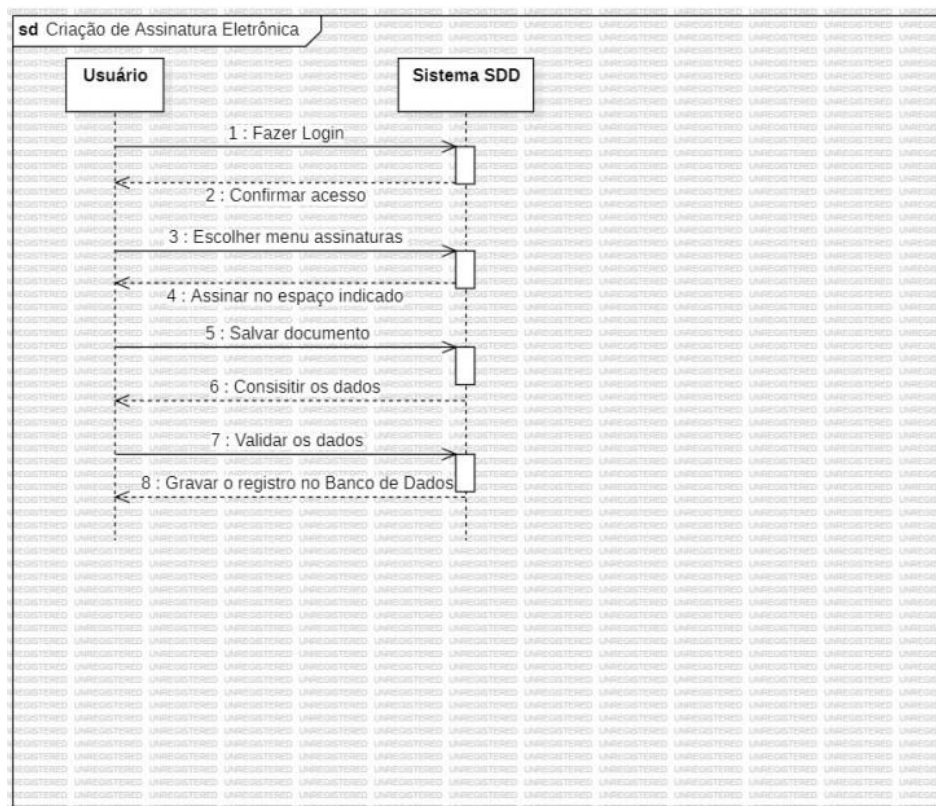 sd Criação de Assinatura Eletrônica
Usuário
Sistema SDD
1 : Fazer Login
2 : Confirmar acesso
3 : Escolher menu assinaturas
4 : Assinar no espaço indicado
5 : Salvar documento
6 : Consisitir os dados
7 : Validar os dados
8 : Gravar o registro no Banco de Dados
UNREGISTERED